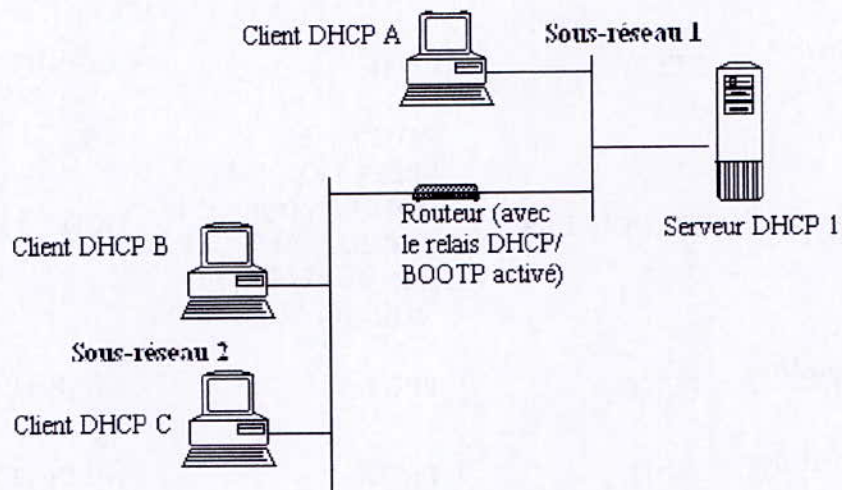 Client DHCP A
Sous-réseau 1
Serveur DHCP 1
Routeur (avec
le relais DHCP/
BOOTP activé)
Client DHCP B
Sous-réseau 2
Client DHCP C